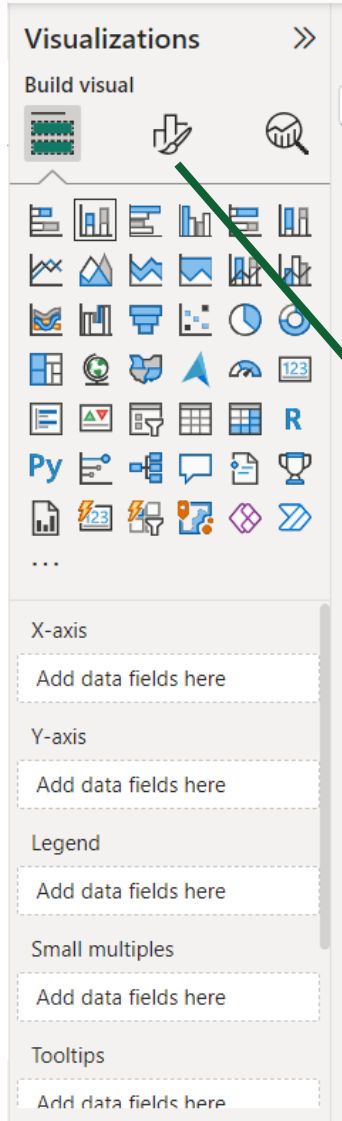 Visualizations
Build visual
123
R
Py
123
...
X-axis
Add data fields here
Y-axis
Add data fields here
Legend
Add data fields here
Small multiples
Add data fields here
Tooltips
Add data fields here